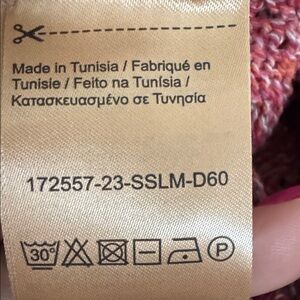 Made in Tunisia / Fabriqué en
Tunisie / Feito na Tunísia /
Κατασκευασμένο σε Τυνησία
172557-23-SSLM-D60
30°
P